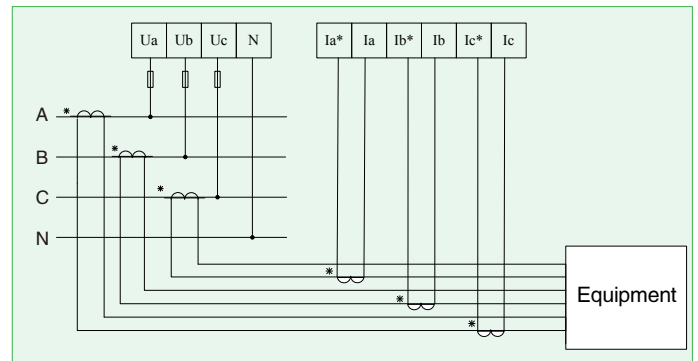 Ua Ub Uc N Ia* Ia Ib* Ib Ic* Ic
A *
B *
C *
N
*
*
*
Equipment